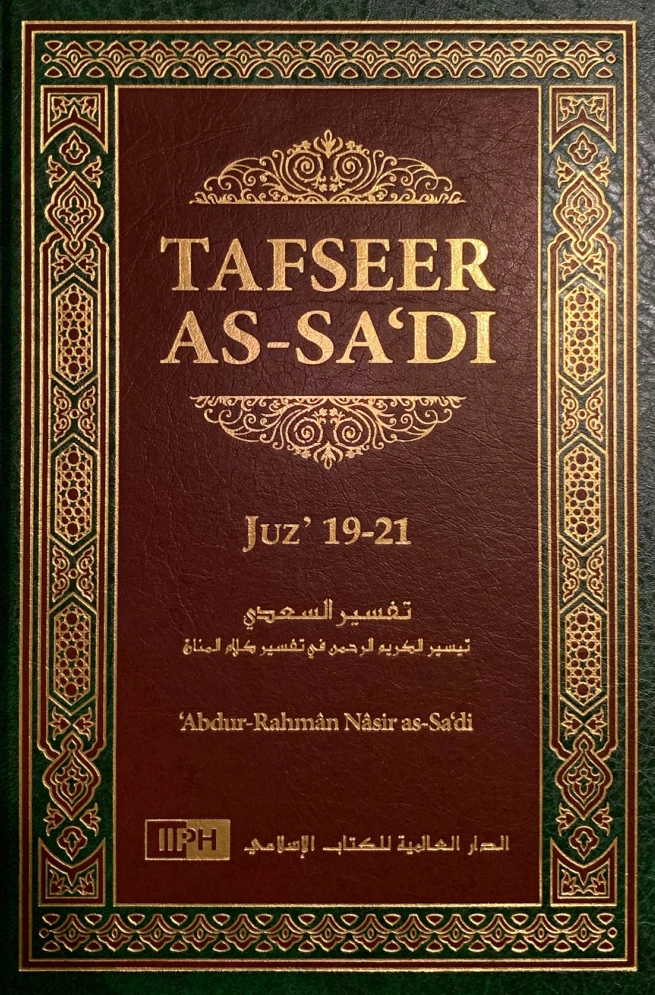 TAFSEER
AS-SA‘DI
JUZ’ 19-21
تفسير السعدي
تيسير الكريم الرحمن في تفسير كلام المنان
‘Abdur-Rahmân Nâsir as-Sa‘di
IIPH الدار العالمية للكتاب الإسلامي